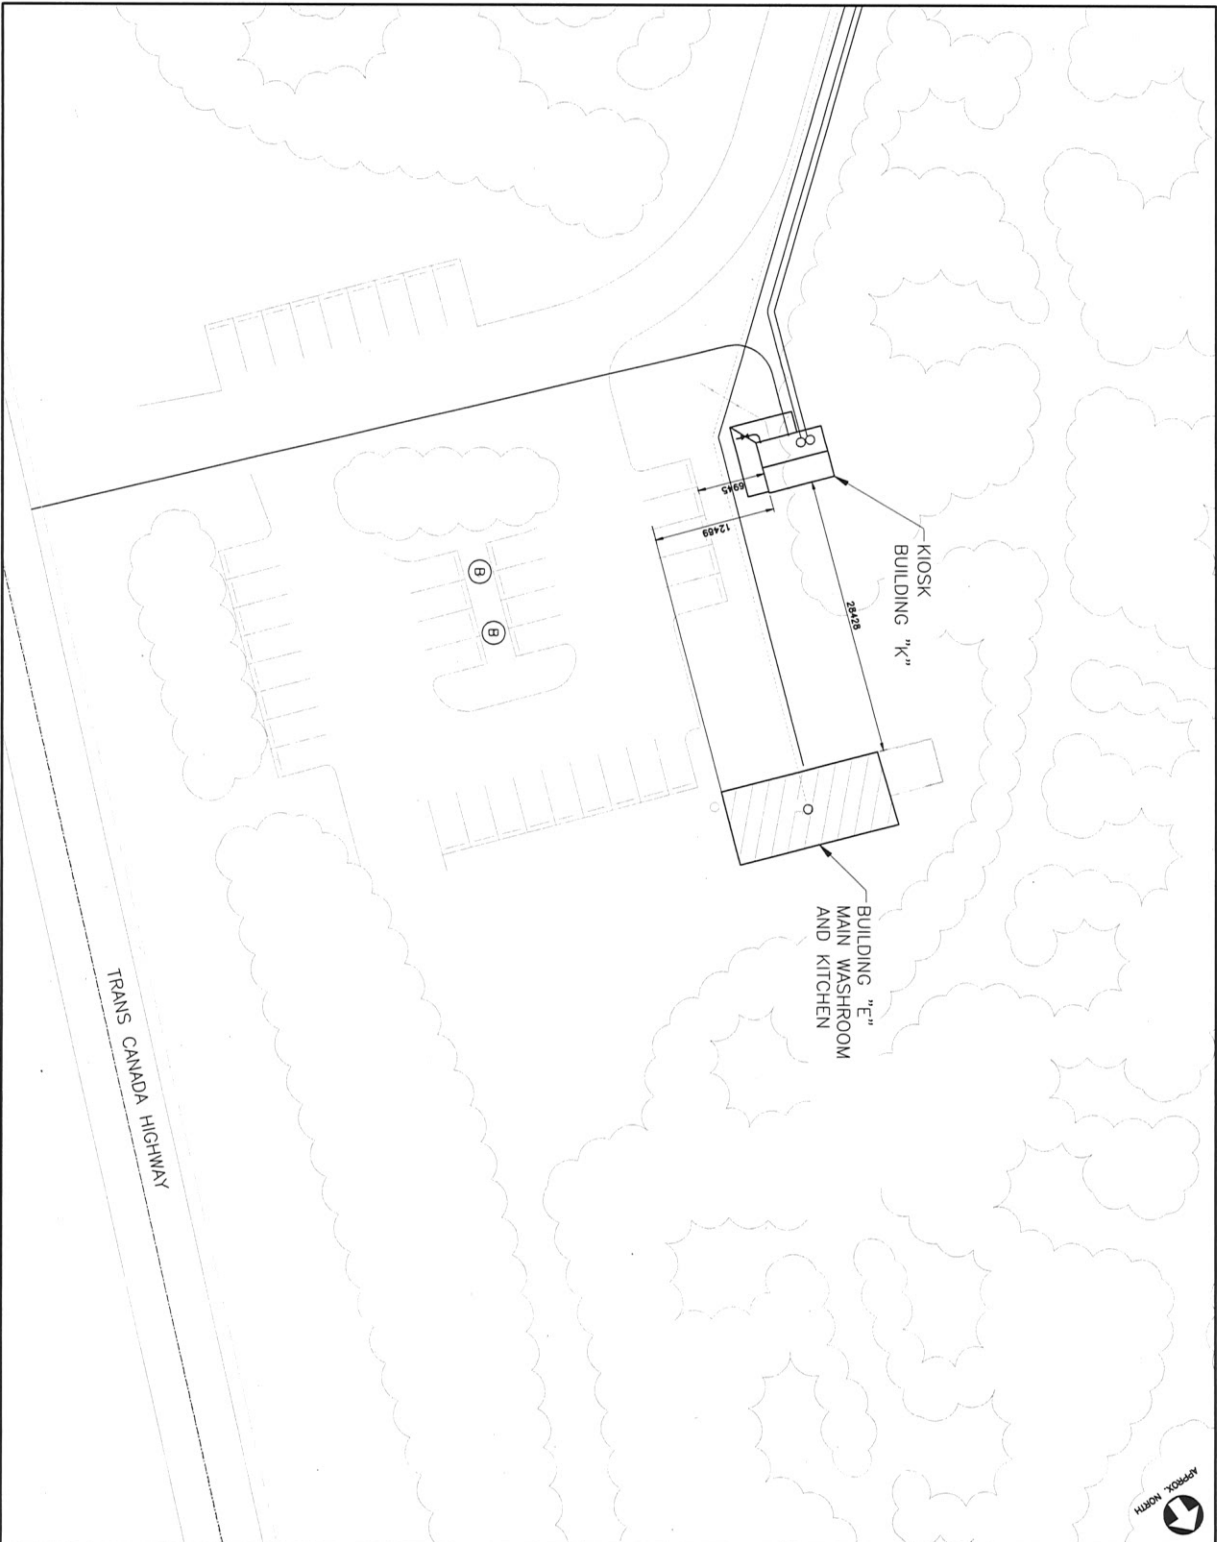 KIOSK
BUILDING "K"
28428
6945
12469
B
B
BUILDING "E"
MAIN WASHROOM
AND KITCHEN
TRANS CANADA HIGHWAY
APPROX. NORTH